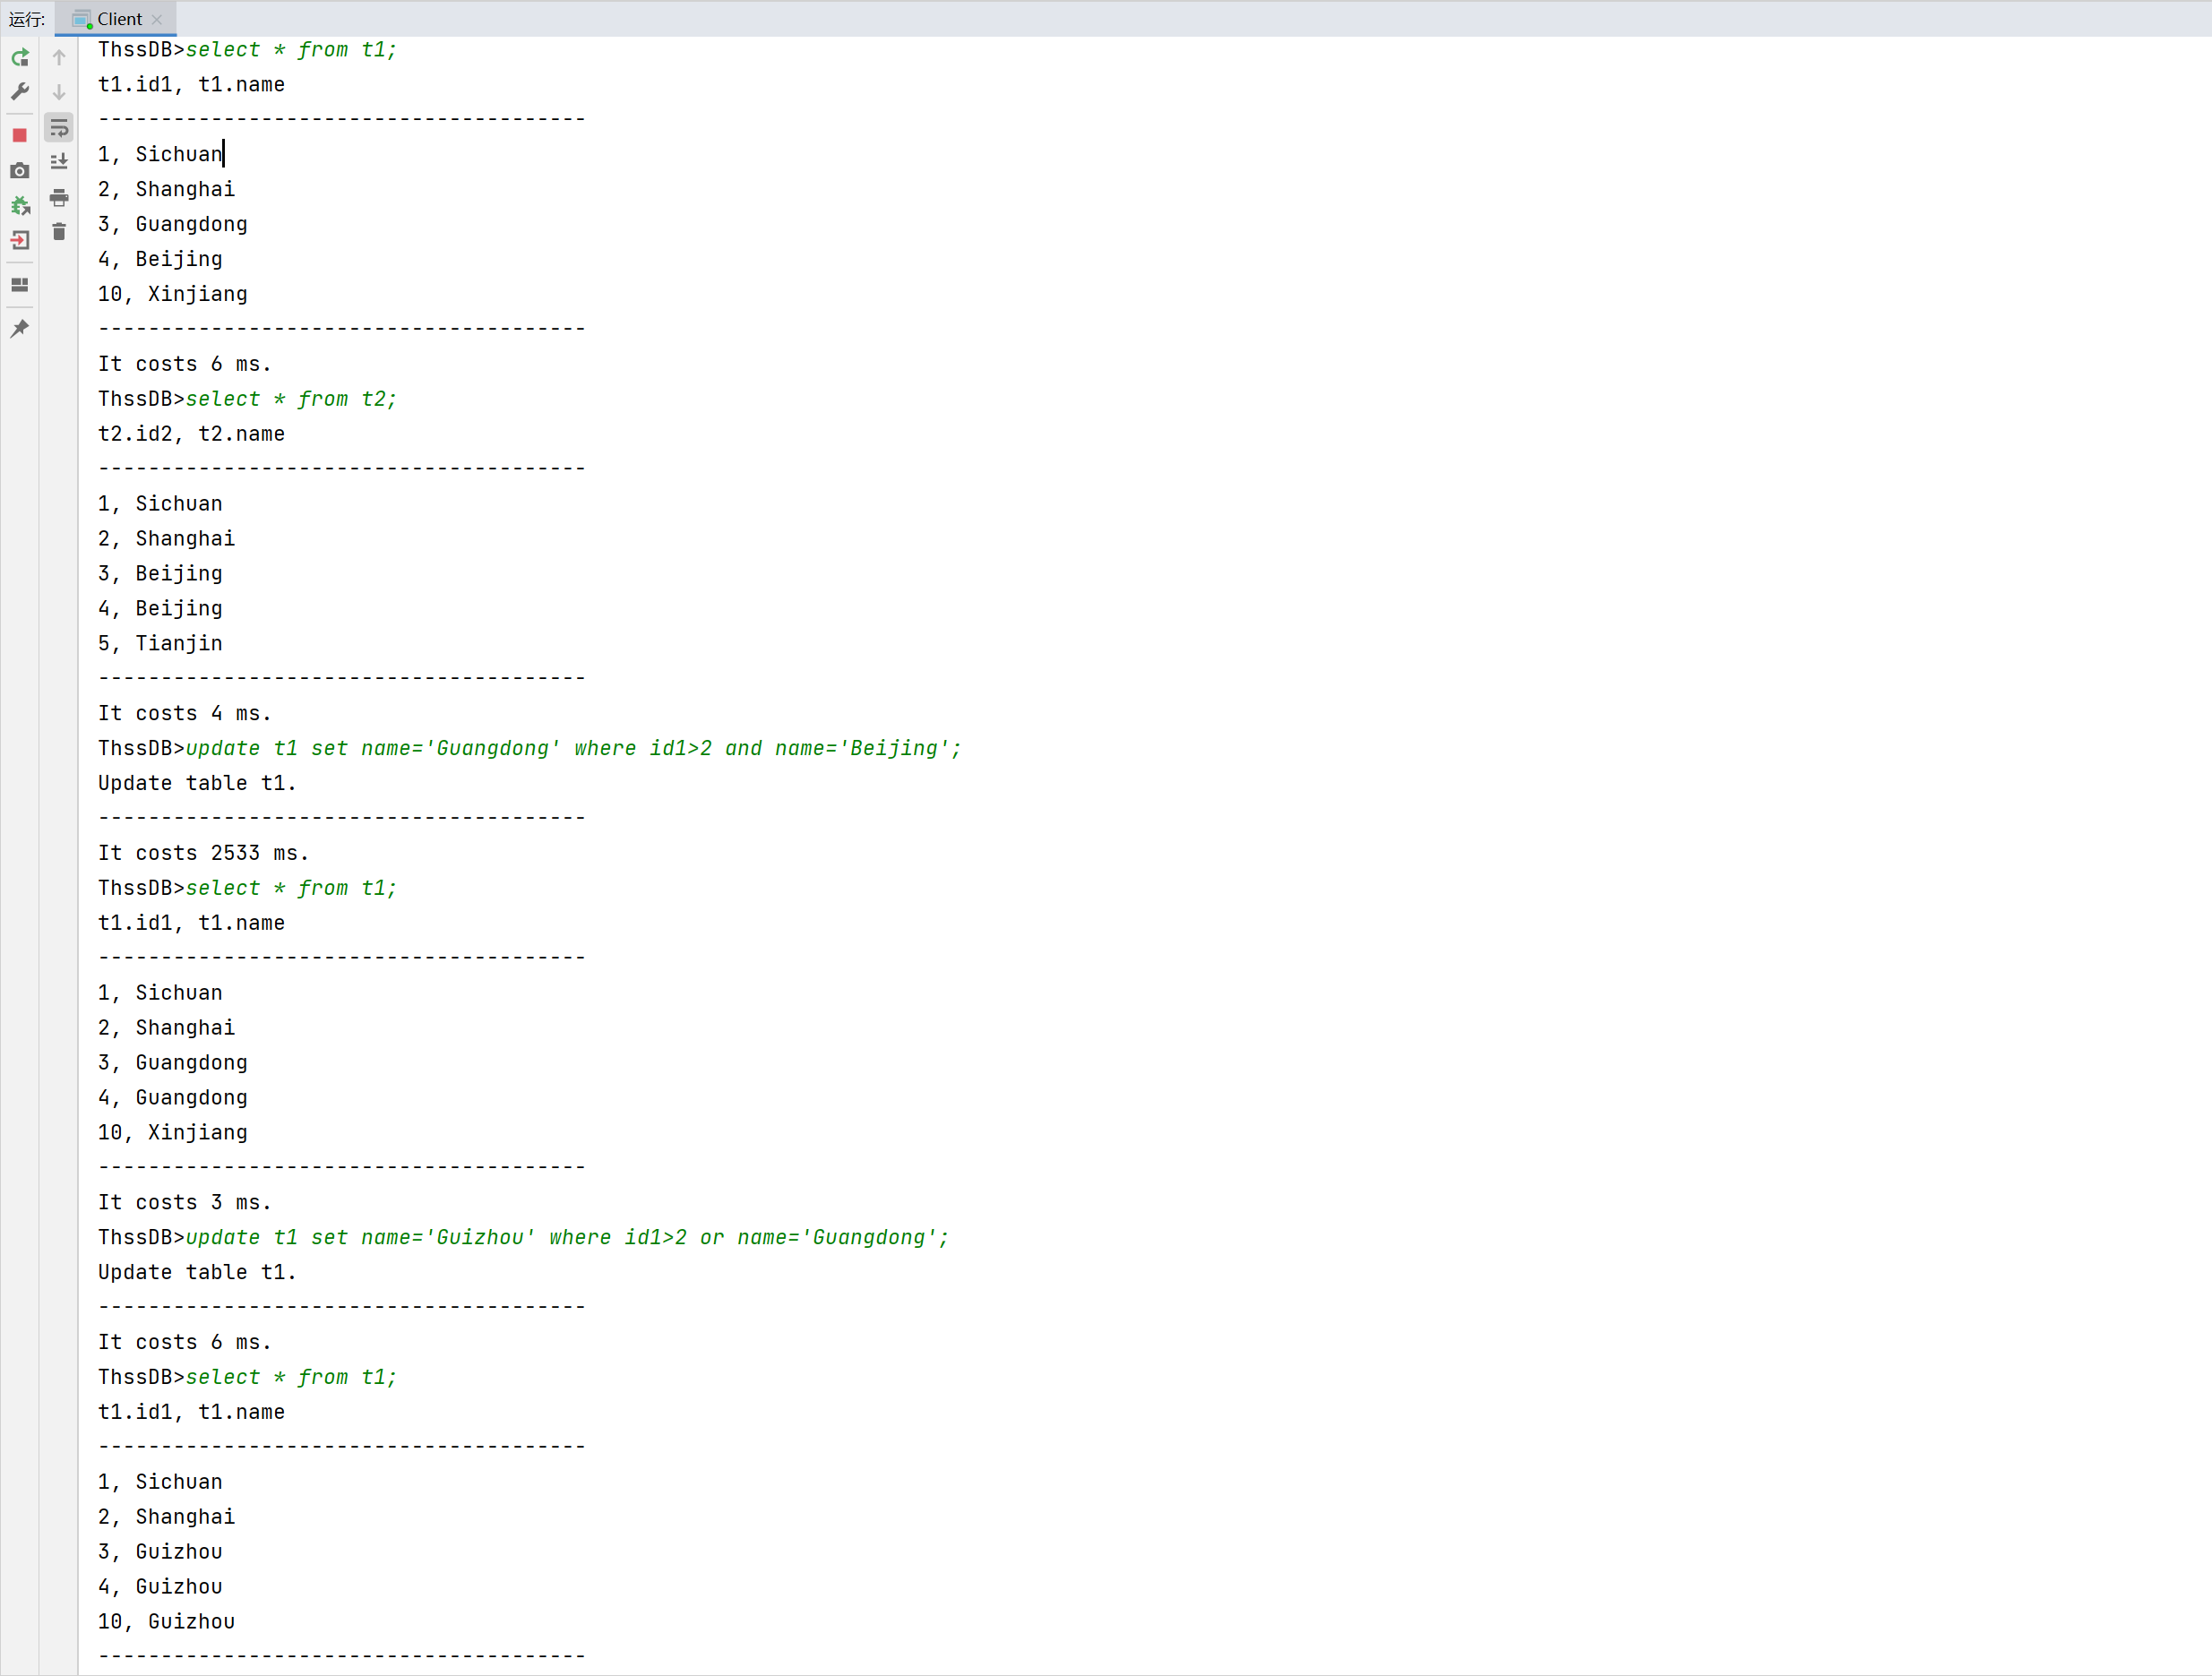 运行: Client
ThssDB>select * from t1;
t1.id1, t1.name
---------------------------------------
1, Sichuan
2, Shanghai
3, Guangdong
4, Beijing
10, Xinjiang
---------------------------------------
It costs 6 ms.
ThssDB>select * from t2;
t2.id2, t2.name
---------------------------------------
1, Sichuan
2, Shanghai
3, Beijing
4, Beijing
5, Tianjin
---------------------------------------
It costs 4 ms.
ThssDB>update t1 set name='Guangdong' where id1>2 and name='Beijing';
Update table t1.
---------------------------------------
It costs 2533 ms.
ThssDB>select * from t1;
t1.id1, t1.name
---------------------------------------
1, Sichuan
2, Shanghai
3, Guangdong
4, Guangdong
10, Xinjiang
---------------------------------------
It costs 3 ms.
ThssDB>update t1 set name='Guizhou' where id1>2 or name='Guangdong';
Update table t1.
---------------------------------------
It costs 6 ms.
ThssDB>select * from t1;
t1.id1, t1.name
---------------------------------------
1, Sichuan
2, Shanghai
3, Guizhou
4, Guizhou
10, Guizhou
---------------------------------------